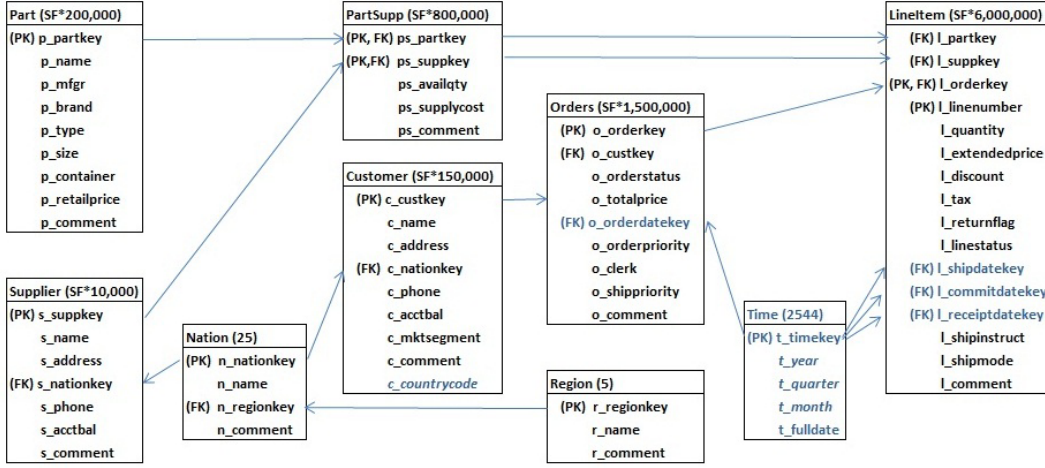 Part (SF*200,000)
(PK) p_partkey
p_name
p_mfgr
p_brand
p_type
p_size
p_container
p_retailprice
p_comment
PartSupp (SF*800,000)
(PK, FK) ps_partkey
(PK,FK) ps_suppkey
ps_availqty
ps_supplycost
ps_comment
LineItem (SF*6,000,000)
(FK) l_partkey
(FK) l_suppkey
(PK, FK) l_orderkey
(PK) l_linenumber
l_quantity
l_extendedprice
l_discount
l_tax
l_returnflag
l_linestatus
(FK) l_shipdatekey
(FK) l_commitdatekey
(FK) l_receiptdatekey
l_shipinstruct
l_shipmode
l_comment
Orders (SF*1,500,000)
(PK) o_orderkey
(FK) o_custkey
o_orderstatus
o_totalprice
(FK) o_orderdatekey
o_orderpriority
o_clerk
o_shippriority
o_comment
Customer (SF*150,000)
(PK) c_custkey
c_name
c_address
(FK) c_nationkey
c_phone
c_acctbal
c_mktsegment
c_comment
c_countrycode
Supplier (SF*10,000)
(PK) s_suppkey
s_name
s_address
(FK) s_nationkey
s_phone
s_acctbal
s_comment
Nation (25)
(PK) n_nationkey
n_name
(FK) n_regionkey
n_comment
Region (5)
(PK) r_regionkey
r_name
r_comment
Time (2544)
(PK) t_timekey
t_year
t_quarter
t_month
t_fulldate